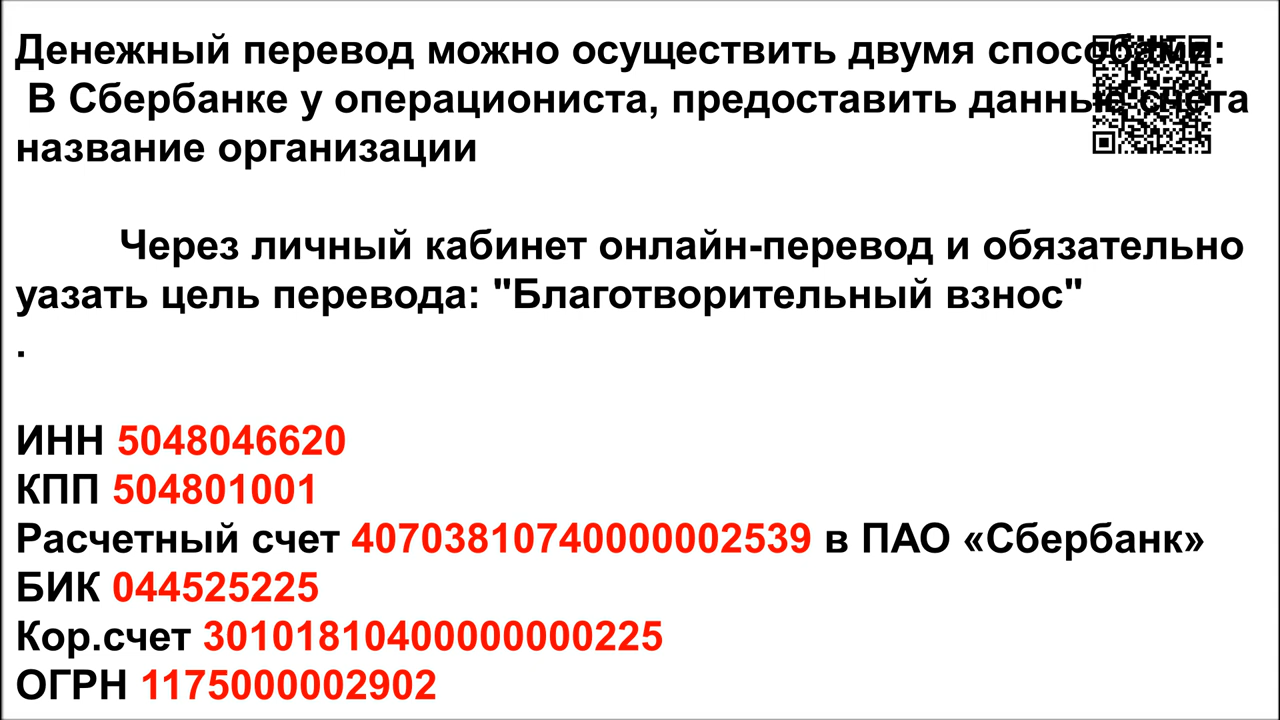 Денежный перевод можно осуществить двумя способами:
В Сбербанке у операциониста, предоставить данные счета
название организации
Через личный кабинет онлайн-перевод и обязательно
уазать цель перевода: "Благотворительный взнос"
.
ИНН 5048046620
КПП 504801001
Расчетный счет 40703810740000002539 в ПАО «Сбербанк»
БИК 044525225
Кор.счет 30101810400000000225
ОГРН 1175000002902